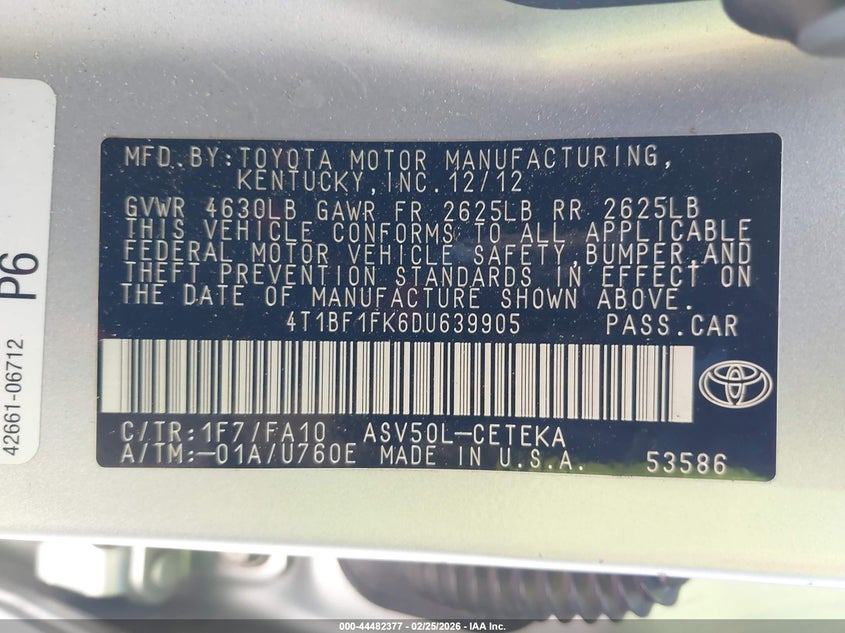 MFD.BY:TOYOTA MOTOR MANUFACTURING,
KENTUCKY,INC.12/12
GVWR 4630LB GAWR FR 2625LB RR 2625LB
THIS VEHICLE CONFORMS TO ALL APPLICABLE
FEDERAL MOTOR VEHICLE SAFETY,BUMPER,AND
THEFT PREVENTION STANDARDS IN EFFECT ON
THE DATE OF MANUFACTURE SHOWN ABOVE.
4T1BF1FK6DU639905 PASS.CAR
C/TR:1F7/FA10 ASV50L-CETEKA
A/TM:-01A/U760E MADE IN U.S.A. 53586
P6
42661-06712
000-44482377 - 02/25/2026 - IAA Inc.